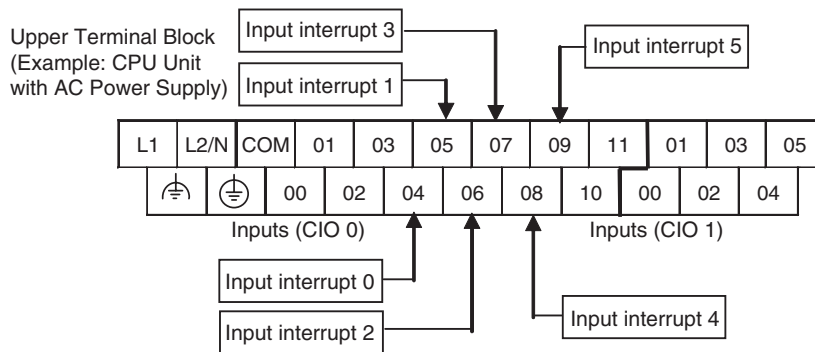 Upper Terminal Block
(Example: CPU Unit
with AC Power Supply)
Input interrupt 3
Input interrupt 5
Input interrupt 1
L1 L2/N COM 01 03 05 07 09 11 01 03 05
00 02 04 06 08 10 00 02 04
Inputs (CIO 0) Inputs (CIO 1)
Input interrupt 0
Input interrupt 2
Input interrupt 4